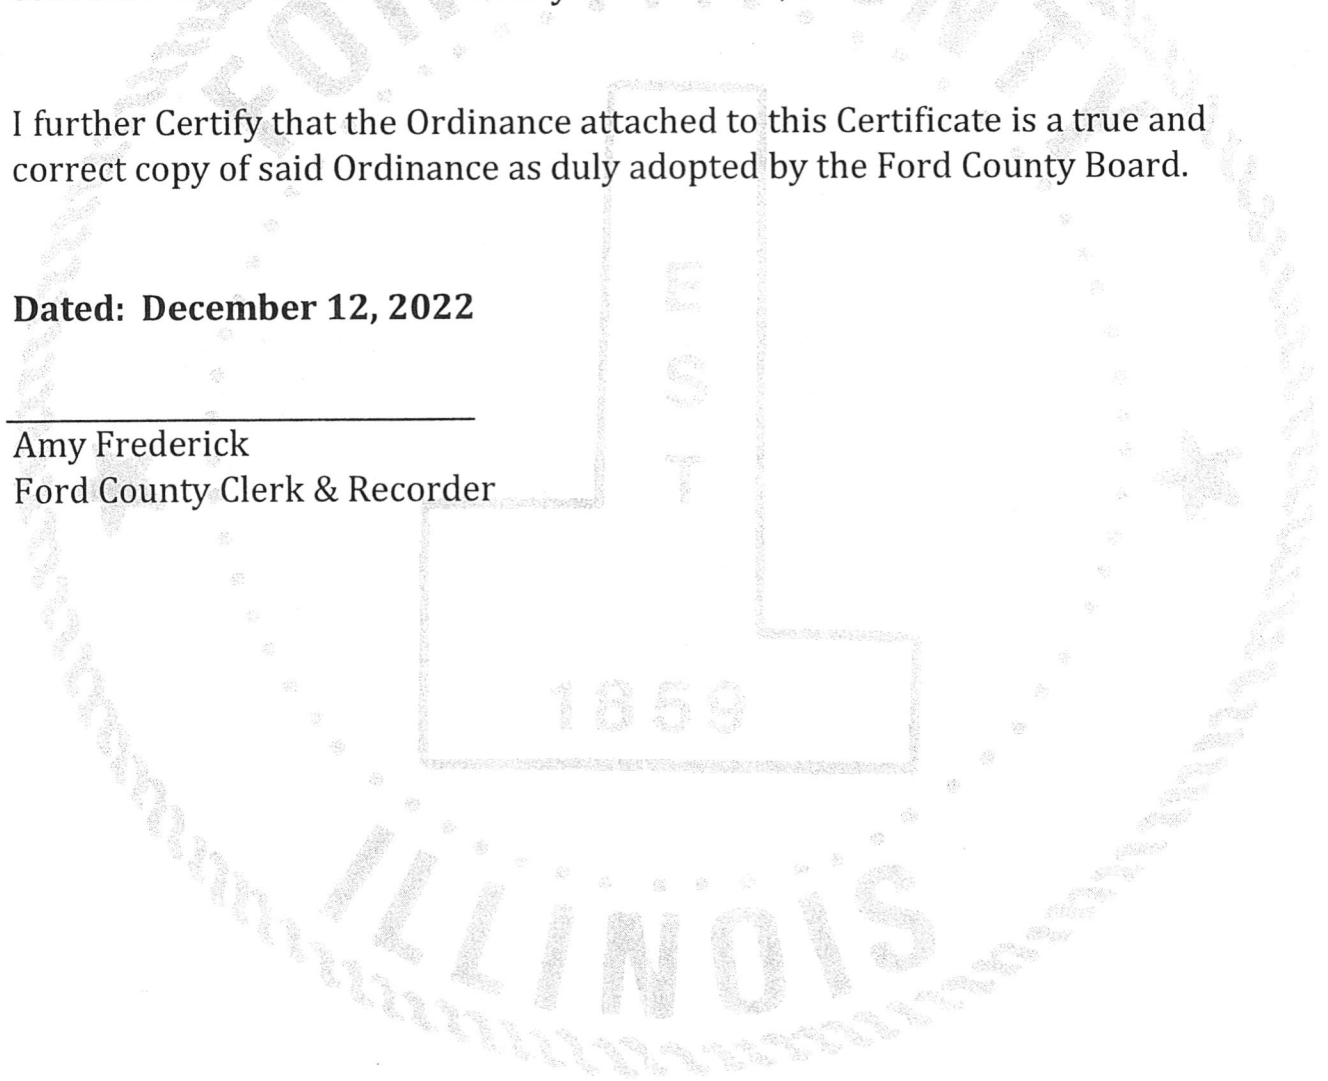 I further Certify that the Ordinance attached to this Certificate is a true and
correct copy of said Ordinance as duly adopted by the Ford County Board.
Dated: December 12, 2022
Amy Frederick
Ford County Clerk & Recorder
E
S
T
1859
ILLINOIS